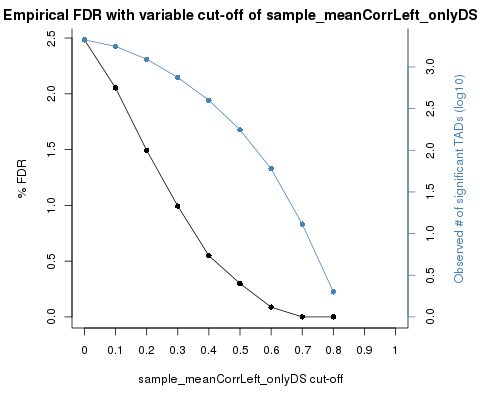 Empirical FDR with variable cut-off of sample_meanCorrLeft_onlyDS
% FDR
2.5
2.0
1.5
1.0
0.5
0.0
3.0
2.5
2.0
1.5
1.0
0.5
0.0
Observed # of significant TADs (log10)
0 0.1 0.2 0.3 0.4 0.5 0.6 0.7 0.8 0.9 1
sample_meanCorrLeft_onlyDS cut-off